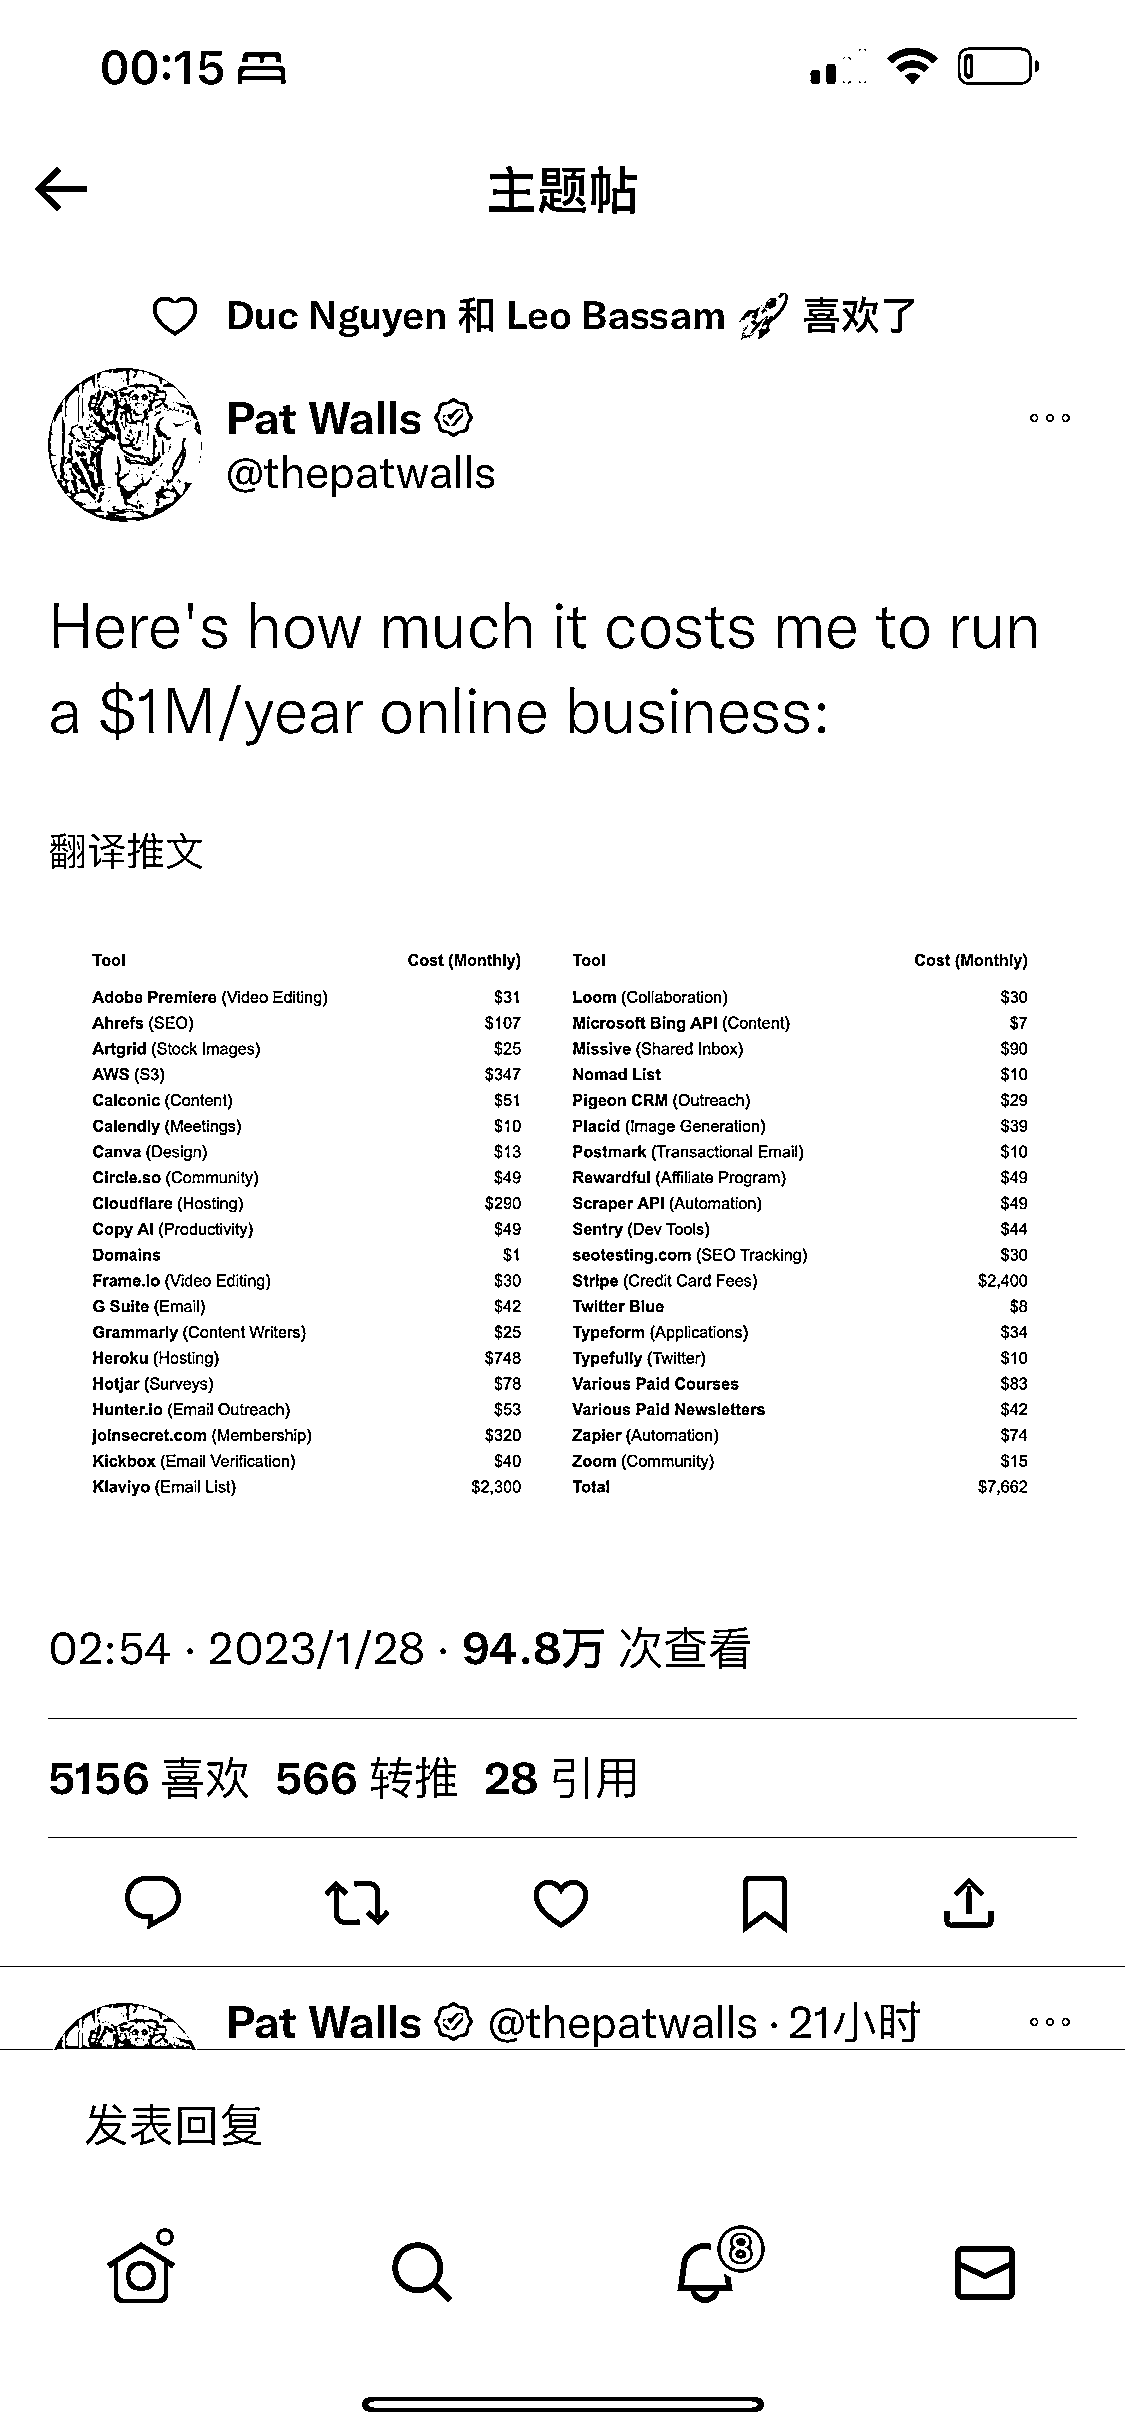 00:15
主题帖
Duc Nguyen 和 Leo Bassam 🚀 喜欢了
Pat Walls
@thepatwalls
Here's how much it costs me to run
a $1M/year online business:
翻译推文
Tool Cost (Monthly) Tool Cost (Monthly)
Adobe Premiere (Video Editing) $31 Loom (Collaboration) $30
Ahrefs (SEO) $107 Microsoft Bing API (Content) $7
Artgrid (Stock Images) $25 Missive (Shared Inbox) $90
AWS (S3) $347 Nomad List $10
Calconic (Content) $51 Pigeon CRM (Outreach) $29
Calendly (Meetings) $10 Placid (Image Generation) $39
Canva (Design) $13 Postmark (Transactional Email) $10
Circle.so (Community) $49 Rewardful (Affiliate Program) $49
Cloudflare (Hosting) $290 Scraper API (Automation) $49
Copy AI (Productivity) $49 Sentry (Dev Tools) $44
Domains $1 seotesting.com (SEO Tracking) $30
Frame.io (Video Editing) $30 Stripe (Credit Card Fees) $2,400
G Suite (Email) $42 Twitter Blue $8
Grammarly (Content Writers) $25 Typeform (Applications) $34
Heroku (Hosting) $748 Typefully (Twitter) $10
Hotjar (Surveys) $78 Various Paid Courses $83
Hunter.io (Email Outreach) $53 Various Paid Newsletters $42
joinsecret.com (Membership) $320 Zapier (Automation) $74
Kickbox (Email Verification) $40 Zoom (Community) $15
Klaviyo (Email List) $2,300 Total $7,662
02:54 · 2023/1/28 · 94.8万 次查看
5156 喜欢 566 转推 28 引用
Pat Walls @thepatwalls · 21小时
发表回复
8